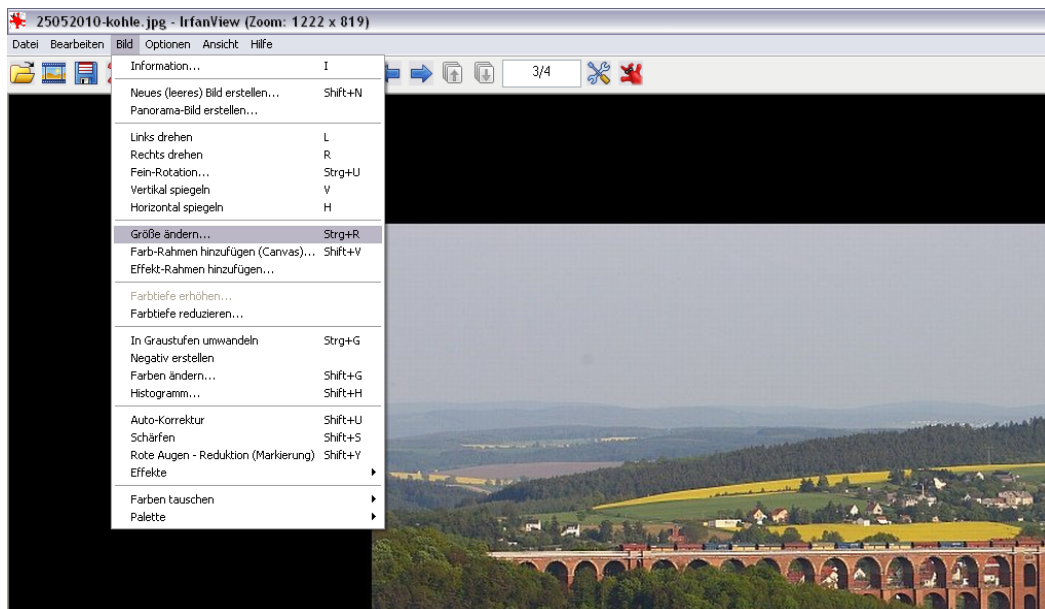 25052010-kohle.jpg - IrfanView (Zoom: 1222 x 819)
Datei Bearbeiten Bild Optionen Ansicht Hilfe
3/4
Information... I
Neues (leeres) Bild erstellen... Shift+N
Panorama-Bild erstellen...
Links drehen L
Rechts drehen R
Fein-Rotation... Strg+U
Vertikal spiegeln V
Horizontal spiegeln H
Größe ändern... Strg+R
Farb-Rahmen hinzufügen (Canvas)... Shift+V
Effekt-Rahmen hinzufügen...
Farbtiefe erhöhen...
Farbtiefe reduzieren...
In Graustufen umwandeln Strg+G
Negativ erstellen
Farben ändern... Shift+G
Histogramm... Shift+H
Auto-Korrektur Shift+U
Schärfen Shift+S
Rote Augen - Reduktion (Markierung) Shift+Y
Effekte
Farben tauschen
Palette